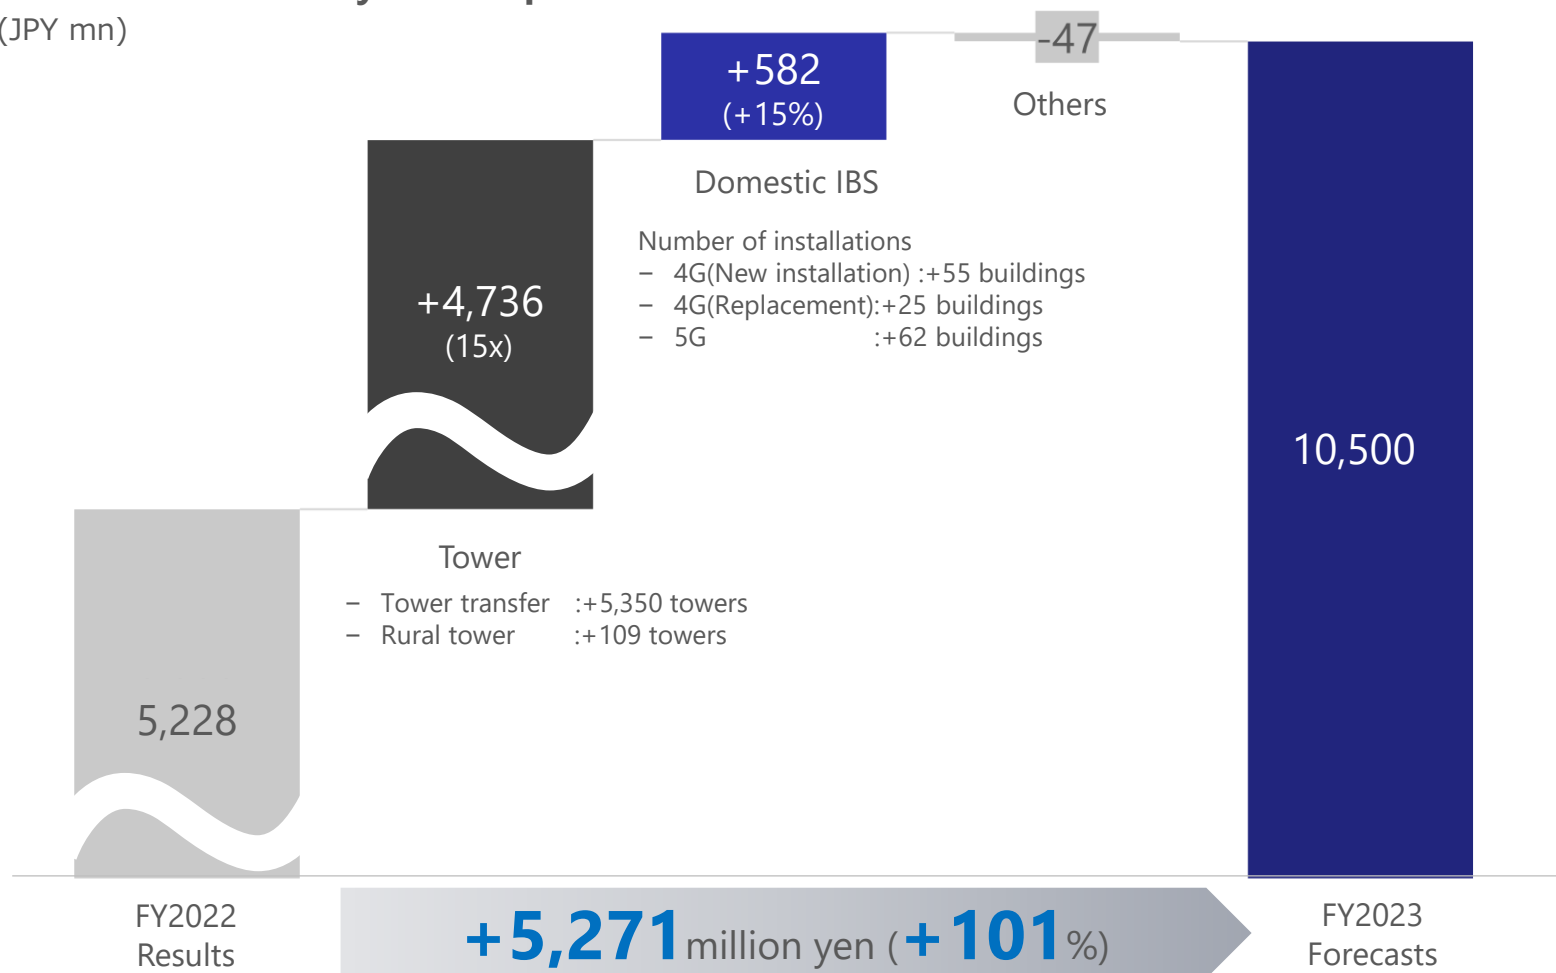 (JPY mn)
+582
(+15%)
-47
Others
Domestic IBS
Number of installations
− 4G(New installation) :+55 buildings
− 4G(Replacement):+25 buildings
− 5G :+62 buildings
+4,736
(15x)
10,500
Tower
− Tower transfer :+5,350 towers
− Rural tower :+109 towers
5,228
FY2022
Results
+5,271 million yen (+101%)
FY2023
Forecasts